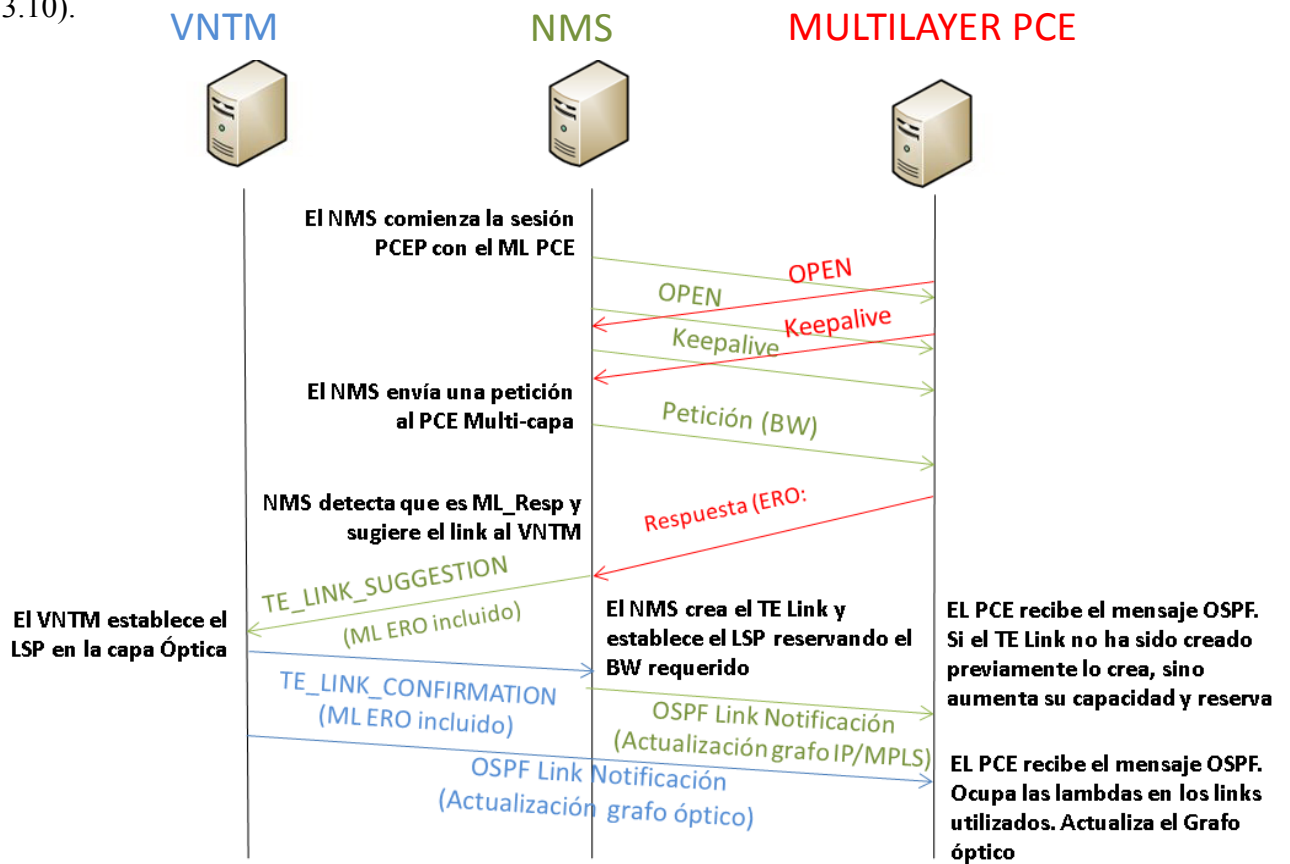 3.10).
VNTM
NMS
MULTILAYER PCE
El NMS comienza la sesión
PCEP con el ML PCE
OPEN
OPEN
Keepalive
Keepalive
El NMS envía una petición
al PCE Multi-capa
Petición (BW)
NMS detecta que es ML_Resp y
sugiere el link al VNTM
Respuesta (ERO:
TE_LINK_SUGGESTION
(ML ERO incluido)
El VNTM establece el
LSP en la capa Óptica
El NMS crea el TE Link y
establece el LSP reservando el
BW requerido
EL PCE recibe el mensaje OSPF.
Si el TE Link no ha sido creado
previamente lo crea, sino
aumenta su capacidad y reserva
TE_LINK_CONFIRMATION
(ML ERO incluido)
OSPF Link Notificación
(Actualización grafo IP/MPLS)
OSPF Link Notificación
(Actualización grafo óptico)
EL PCE recibe el mensaje OSPF.
Ocupa las lambdas en los links
utilizados. Actualiza el Grafo
óptico